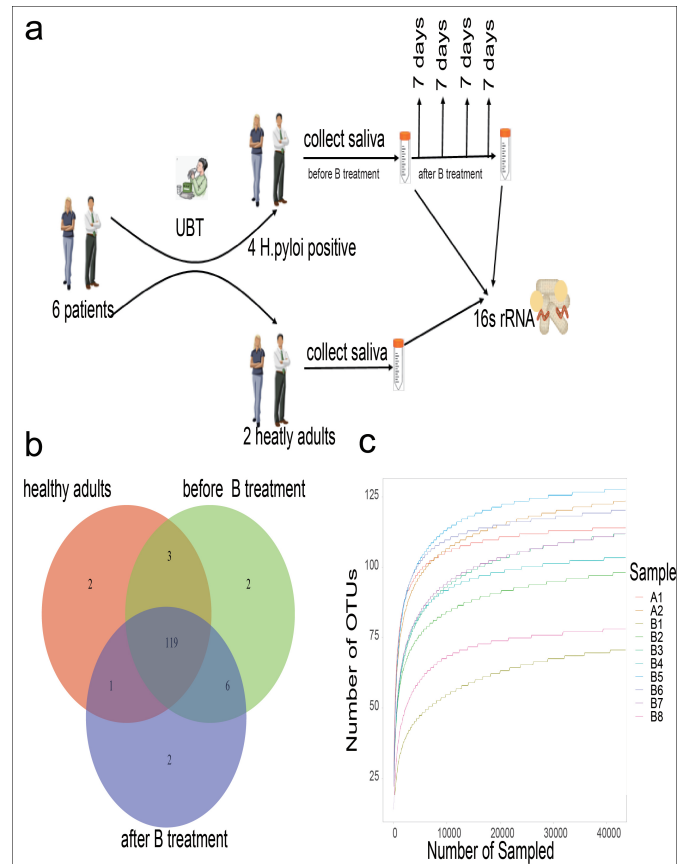 a
7 days
7 days
7 days
7 days
collect saliva
before B treatment
after B treatment
UBT
4 H.pyloi positive
6 patients
16s rRNA
collect saliva
2 heatly adults
b
healthy adults
before B treatment
2
3
2
119
1
6
2
after B treatment
c
Number of OTUs
125
100
75
50
25
0
10000
20000
30000
40000
Number of Sampled
Sample
A1
A2
B1
B2
B3
B4
B5
B6
B7
B8